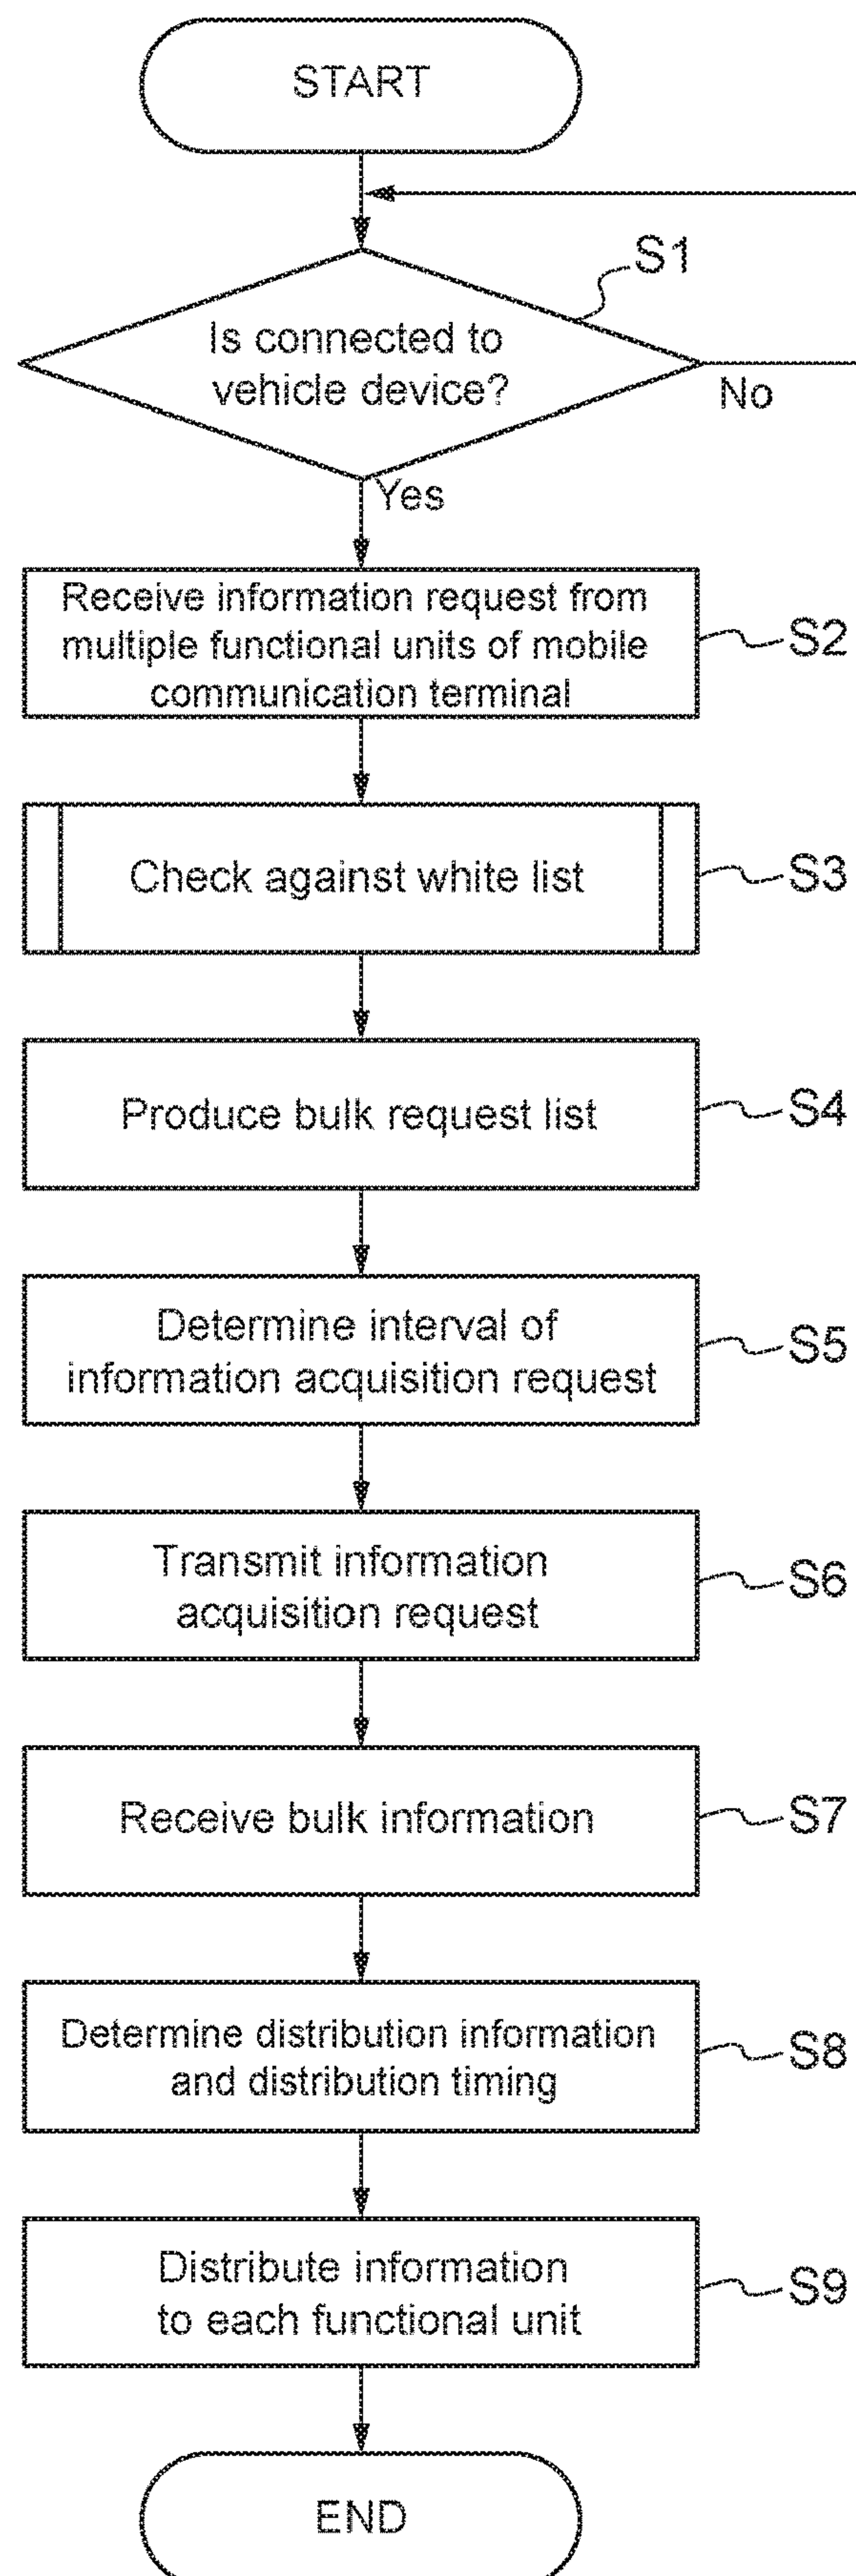 START
S1
Is connected to
vehicle device?
No
Yes
Receive information request from
multiple functional units of mobile
communication terminal
S2
Check against white list
S3
Produce bulk request list
S4
Determine interval of
information acquisition request
S5
Transmit information
acquisition request
S6
Receive bulk information
S7
Determine distribution information
and distribution timing
S8
Distribute information
to each functional unit
S9
END